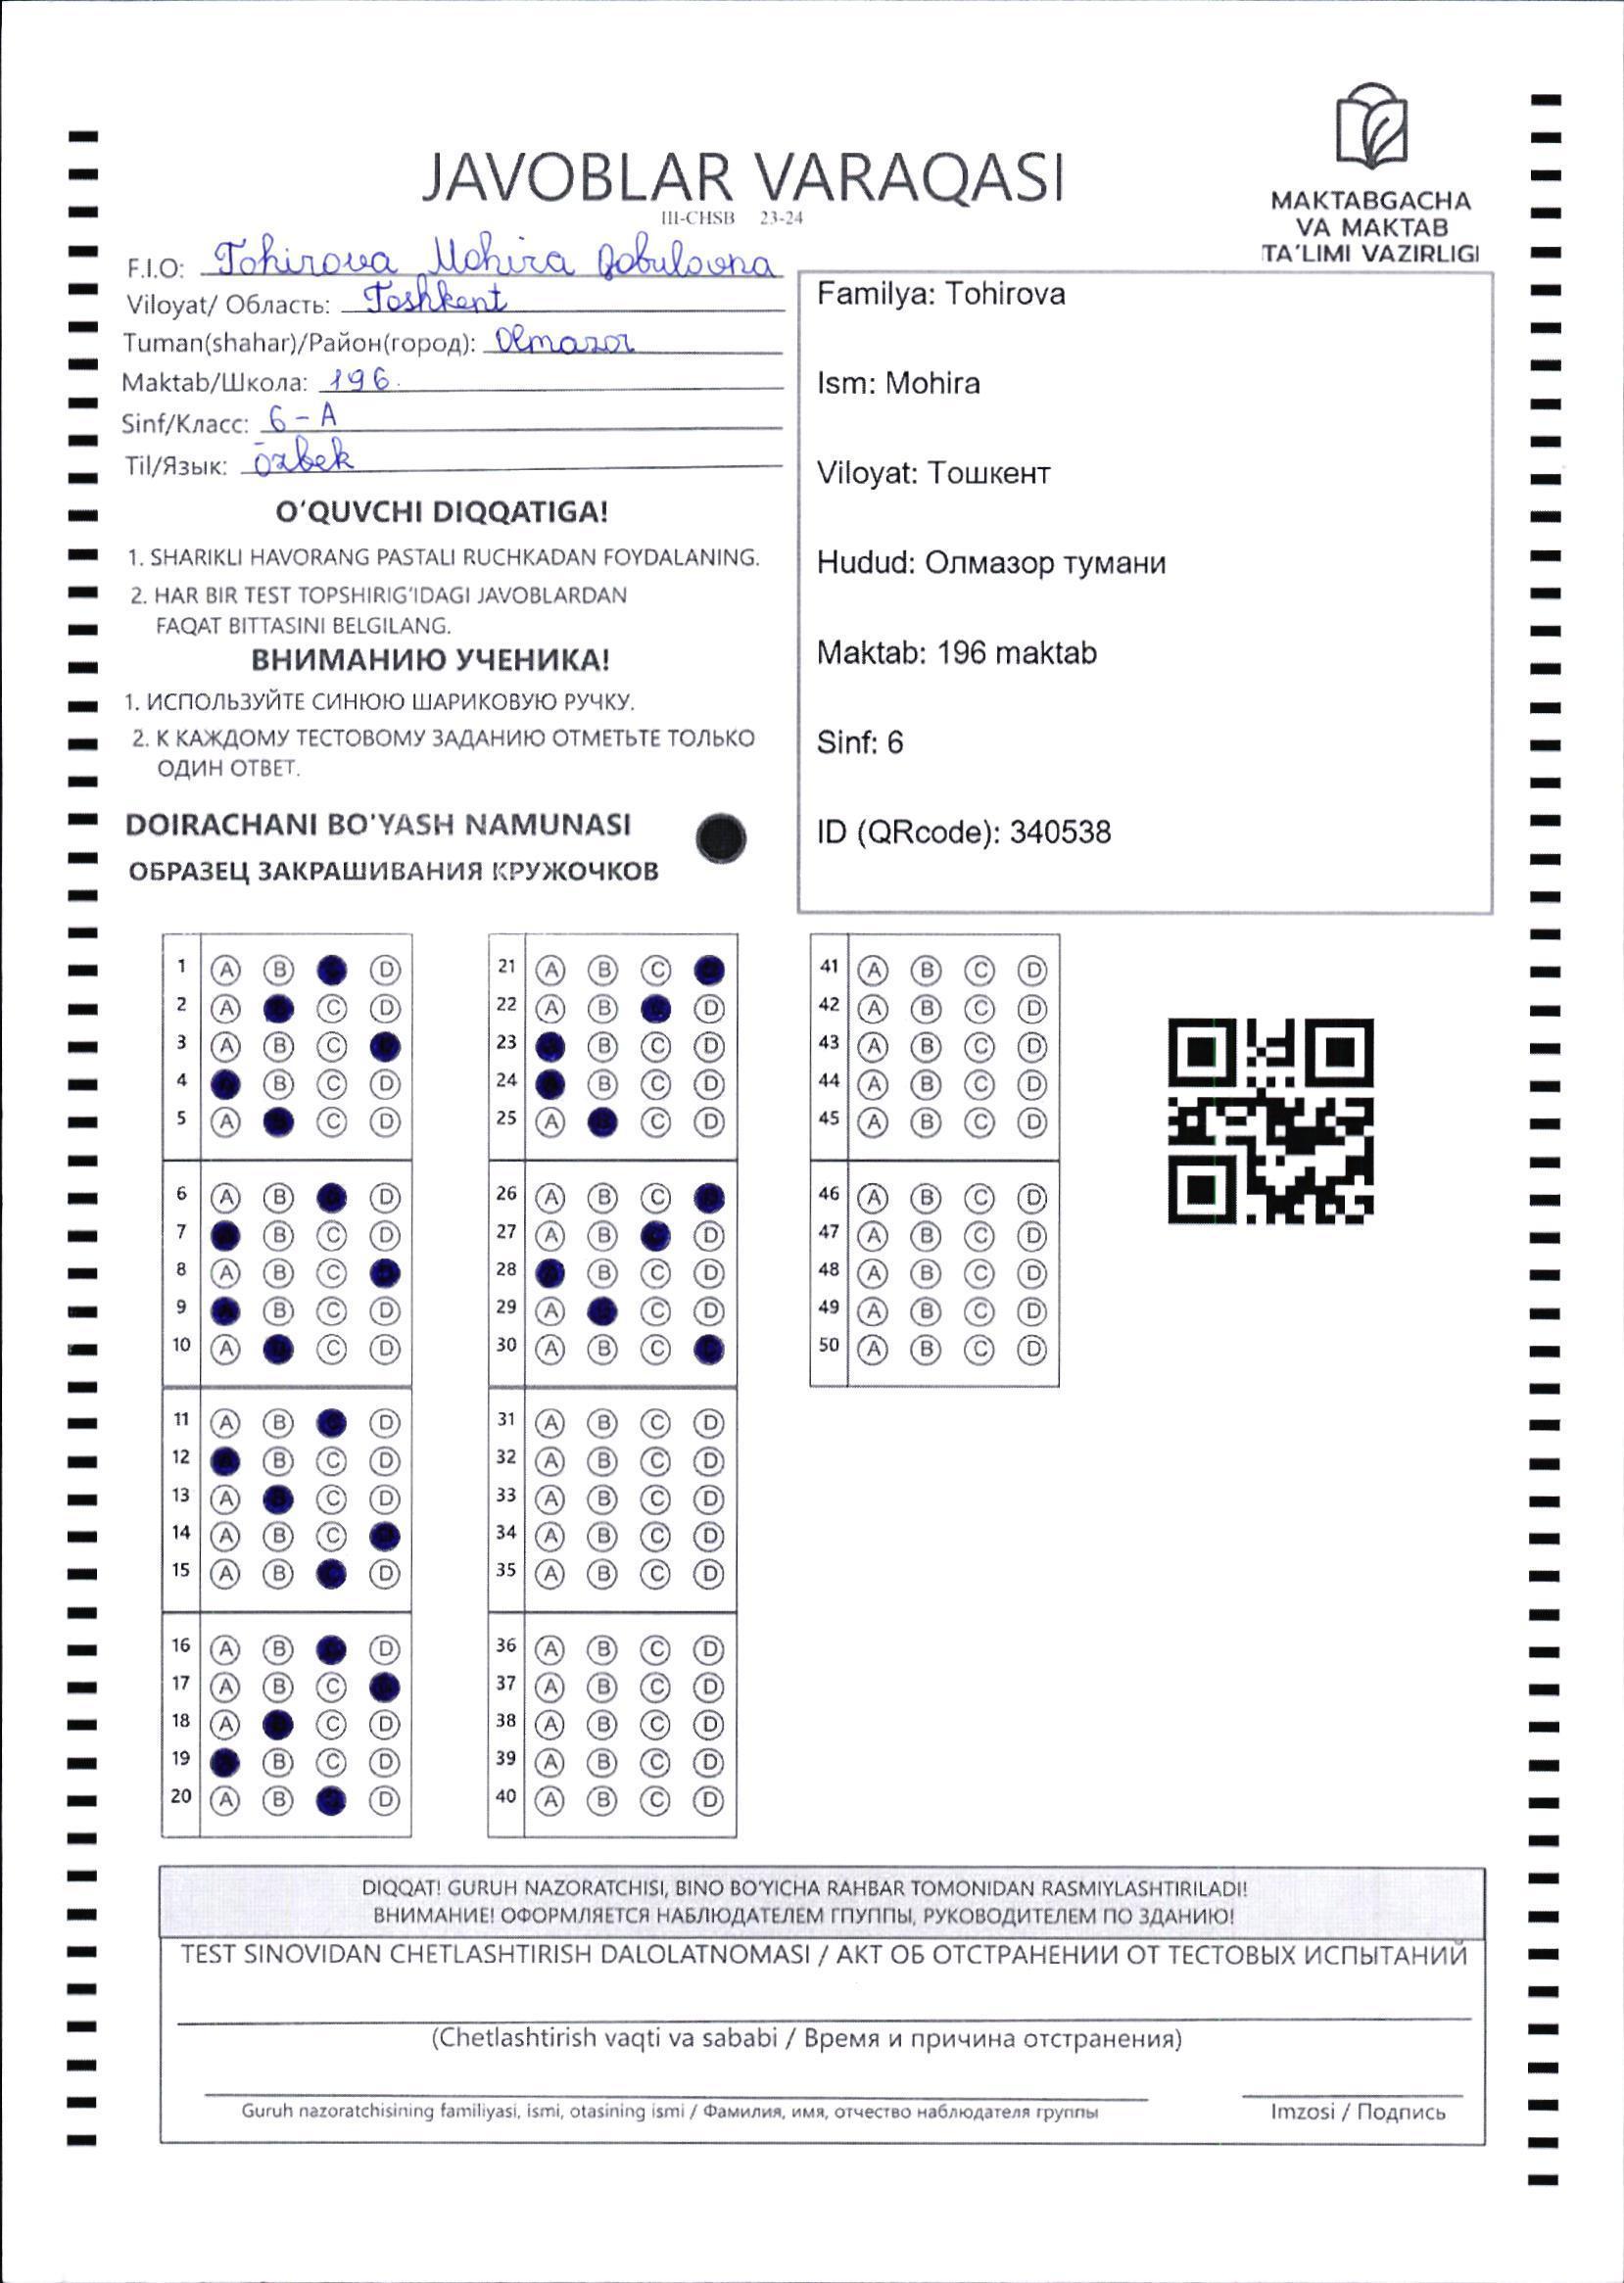 JAVOBLAR VARAQASI
III-CHSB 23-24
MAKTABGACHA
VA MAKTAB
TA'LIMI VAZIRLIGI
F.I.O: Tohirova Mohira Qobulovna
Viloyat/ Область: Toshkent
Tuman(shahar)/Район(город): Olmazor
Maktab/Школа: 196.
Sinf/Класс: 6-A
Til/Язык: ōzbek
O'QUVCHI DIQQATIGA!
1. SHARIKLI HAVORANG PASTALI RUCHKADAN FOYDALANING.
2. HAR BIR TEST TOPSHIRIG'IDAGI JAVOBLARDAN
FAQAT BITTASINI BELGILANG.
ВНИМАНИЮ УЧЕНИКА!
1. ИСПОЛЬЗУЙТЕ СИНЮЮ ШАРИКОВУЮ РУЧКУ.
2. К КАЖДОМУ ТЕСТОВОМУ ЗАДАНИЮ ОТМЕТЬТЕ ТОЛЬКО
ОДИН ОТВЕТ.
DOIRACHANI BO'YASH NAMUNASI
ОБРАЗЕЦ ЗАКРАШИВАНИЯ КРУЖОЧКОВ
Familya: Tohirova
Ism: Mohira
Viloyat: Тошкент
Hudud: Олмазор тумани
Maktab: 196 maktab
Sinf: 6
ID (QRcode): 340538
1 A B D
2 A C D
3 A B C
4 B C D
5 A C D
6 A B D
7 B C D
8 A B C
9 B C D
10 A C D
11 A B D
12 B C D
13 A C D
14 A B C
15 A B D
16 A B D
17 A B C
18 A C D
19 B C D
20 A B D
21 A B C
22 A B D
23 B C D
24 B C D
25 A C D
26 A B C
27 A B D
28 B C D
29 A C D
30 A B C
31 A B C D
32 A B C D
33 A B C D
34 A B C D
35 A B C D
36 A B C D
37 A B C D
38 A B C D
39 A B C D
40 A B C D
41 A B C D
42 A B C D
43 A B C D
44 A B C D
45 A B C D
46 A B C D
47 A B C D
48 A B C D
49 A B C D
50 A B C D
DIQQAT! GURUH NAZORATCHISI, BINO BO'YICHA RAHBAR TOMONIDAN RASMIYLASHTIRILADI!
ВНИМАНИЕ! ОФОРМЛЯЕТСЯ НАБЛЮДАТЕЛЕМ ГПУППЫ, РУКОВОДИТЕЛЕМ ПО ЗДАНИЮ!
TEST SINOVIDAN CHETLASHTIRISH DALOLATNOMASI / АКТ ОБ ОТСТРАНЕНИИ ОТ ТЕСТОВЫХ ИСПЫТАНИЙ
(Chetlashtirish vaqti va sababi / Время и причина отстранения)
Guruh nazoratchisining familiyasi, ismi, otasining ismi / Фамилия, имя, отчество наблюдателя группы
Imzosi / Подпись